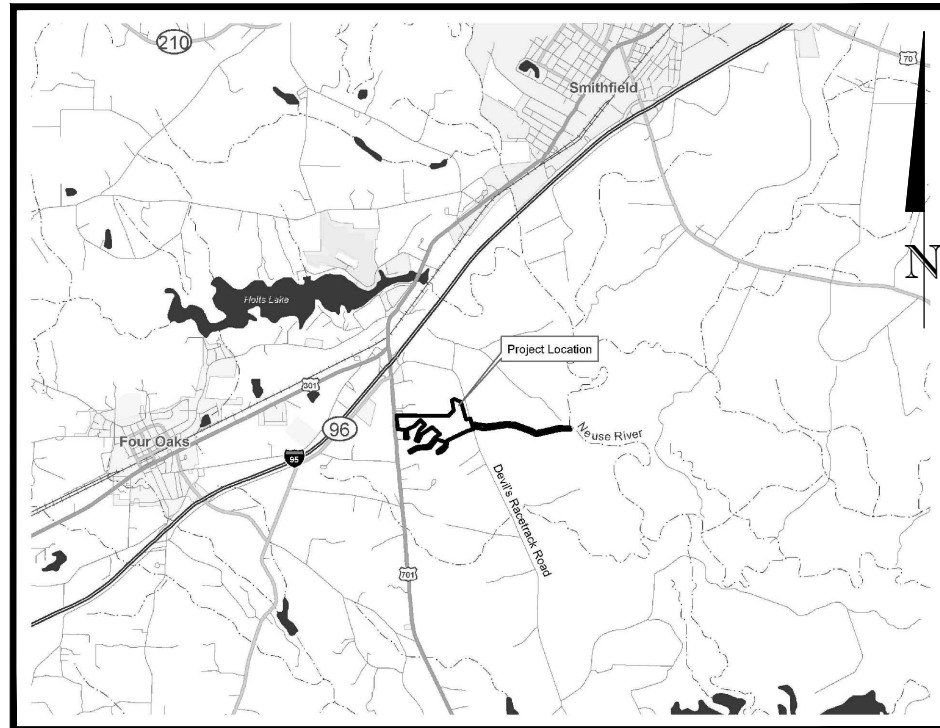 210
70
Smithfield
N
Holts Lake
Project Location
301
96
Four Oaks
95
Neuse River
Devil's Racetrack Road
701